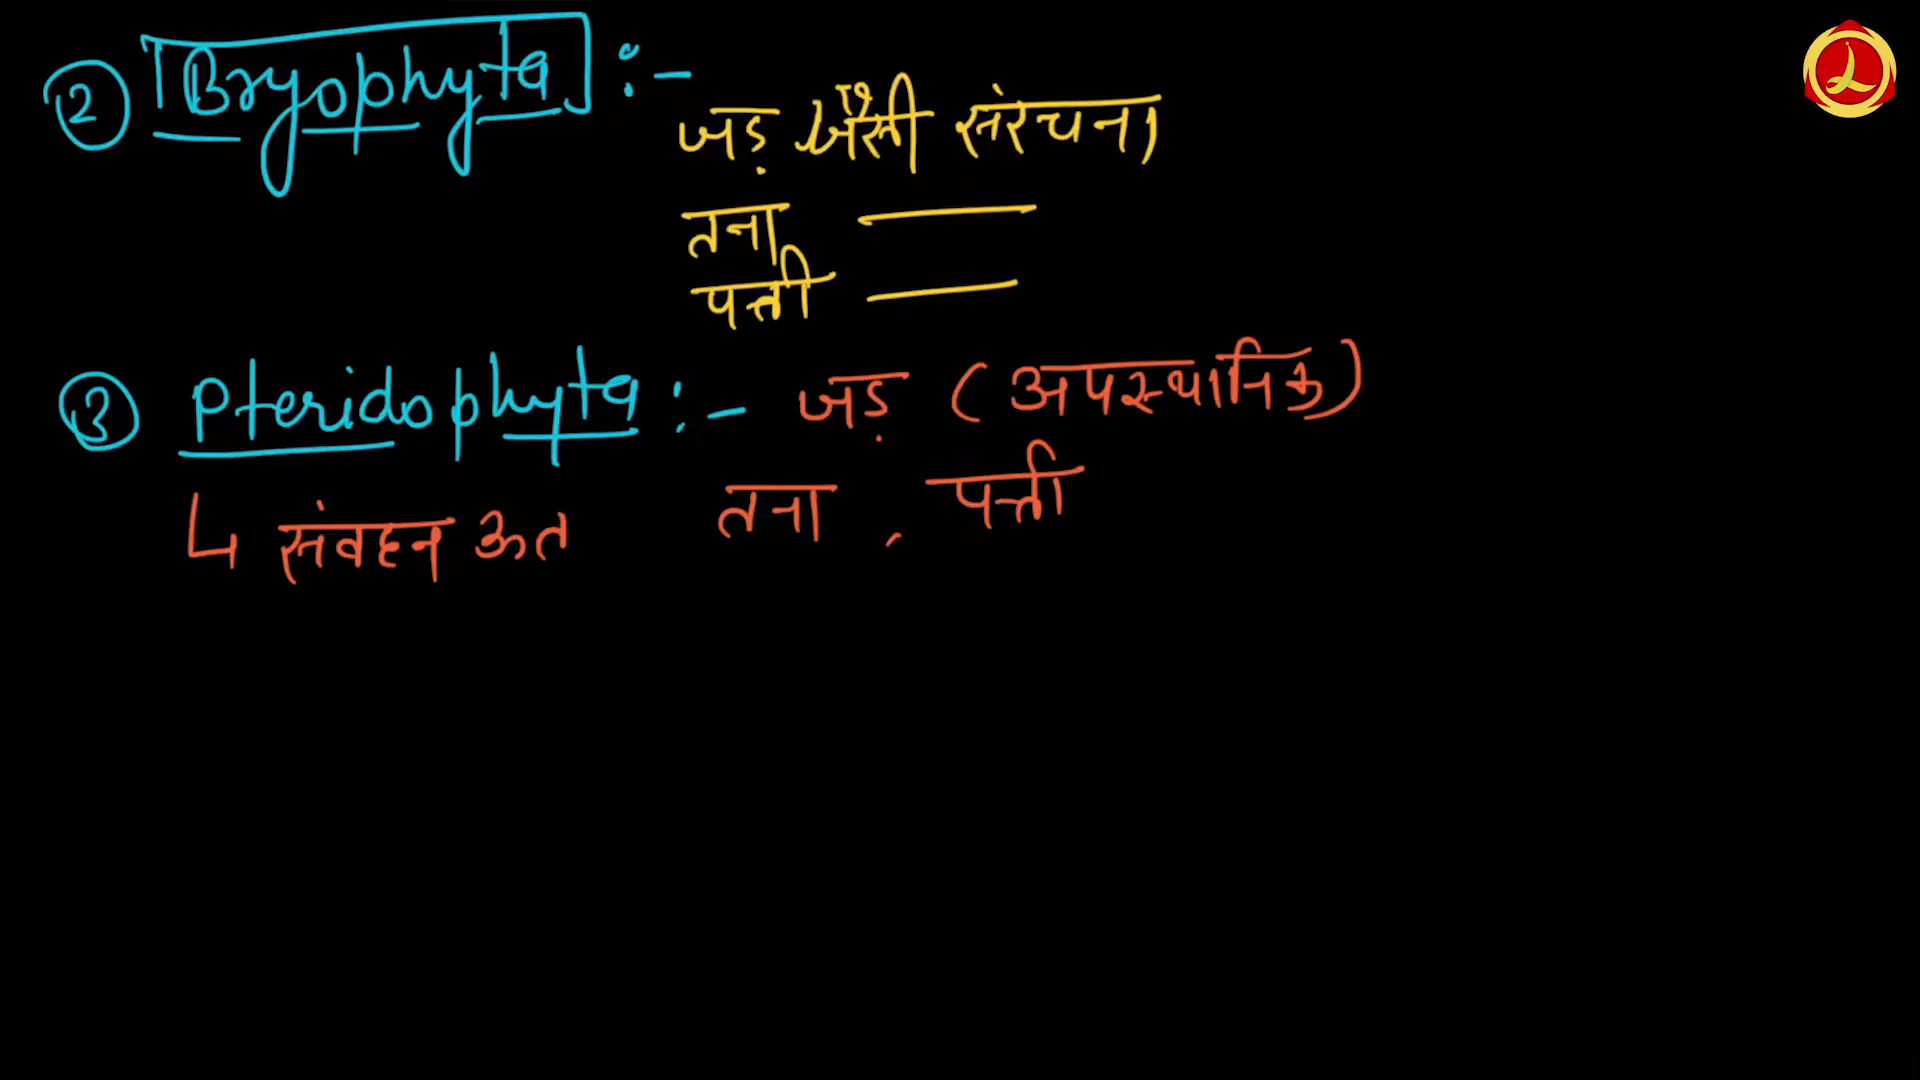 ② Bryophyta :-
जड़ जैसी संरचना
तना ———
पत्ती ———
③ Pteridophyta :- जड़ (अपस्थानिक)
तना , पत्ती
↳ संवहन ऊत